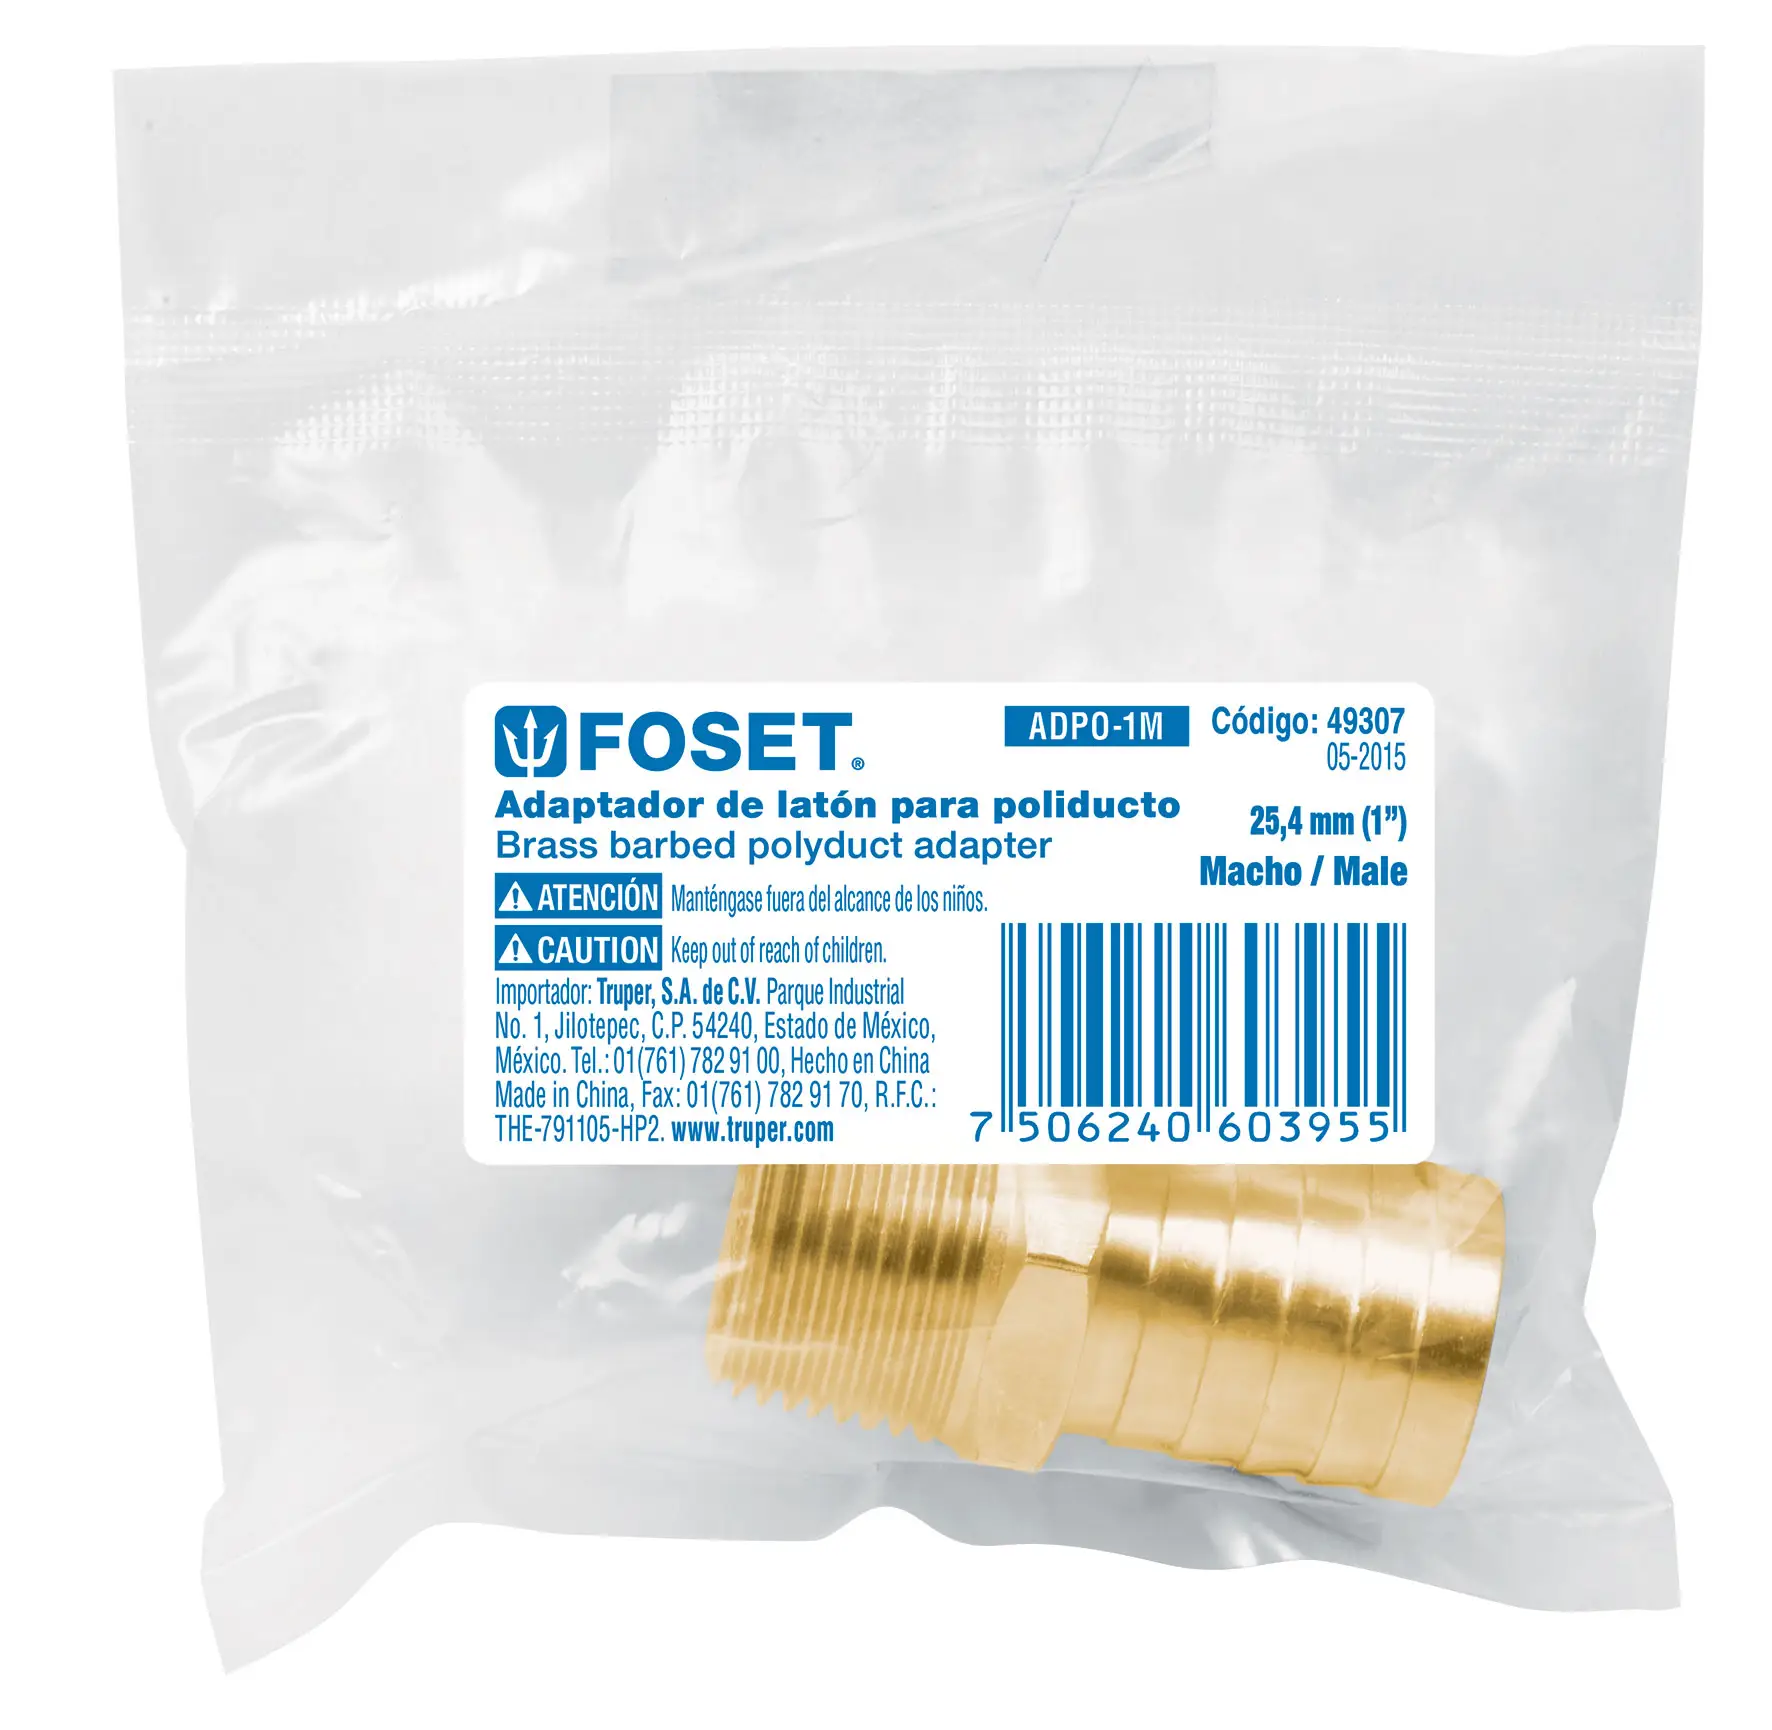 FOSET®
ADPO-1M
Código: 49307
05-2015
Adaptador de latón para poliducto
Brass barbed polyduct adapter
25,4 mm (1”)
Macho / Male
ATENCIÓN Manténgase fuera del alcance de los niños.
CAUTION Keep out of reach of children.
Importador: Truper, S.A. de C.V. Parque Industrial
No. 1, Jilotepec, C.P. 54240, Estado de México,
México. Tel.: 01(761) 782 91 00, Hecho en China
Made in China, Fax: 01(761) 782 91 70, R.F.C.:
THE-791105-HP2. www.truper.com
7 506240 603955